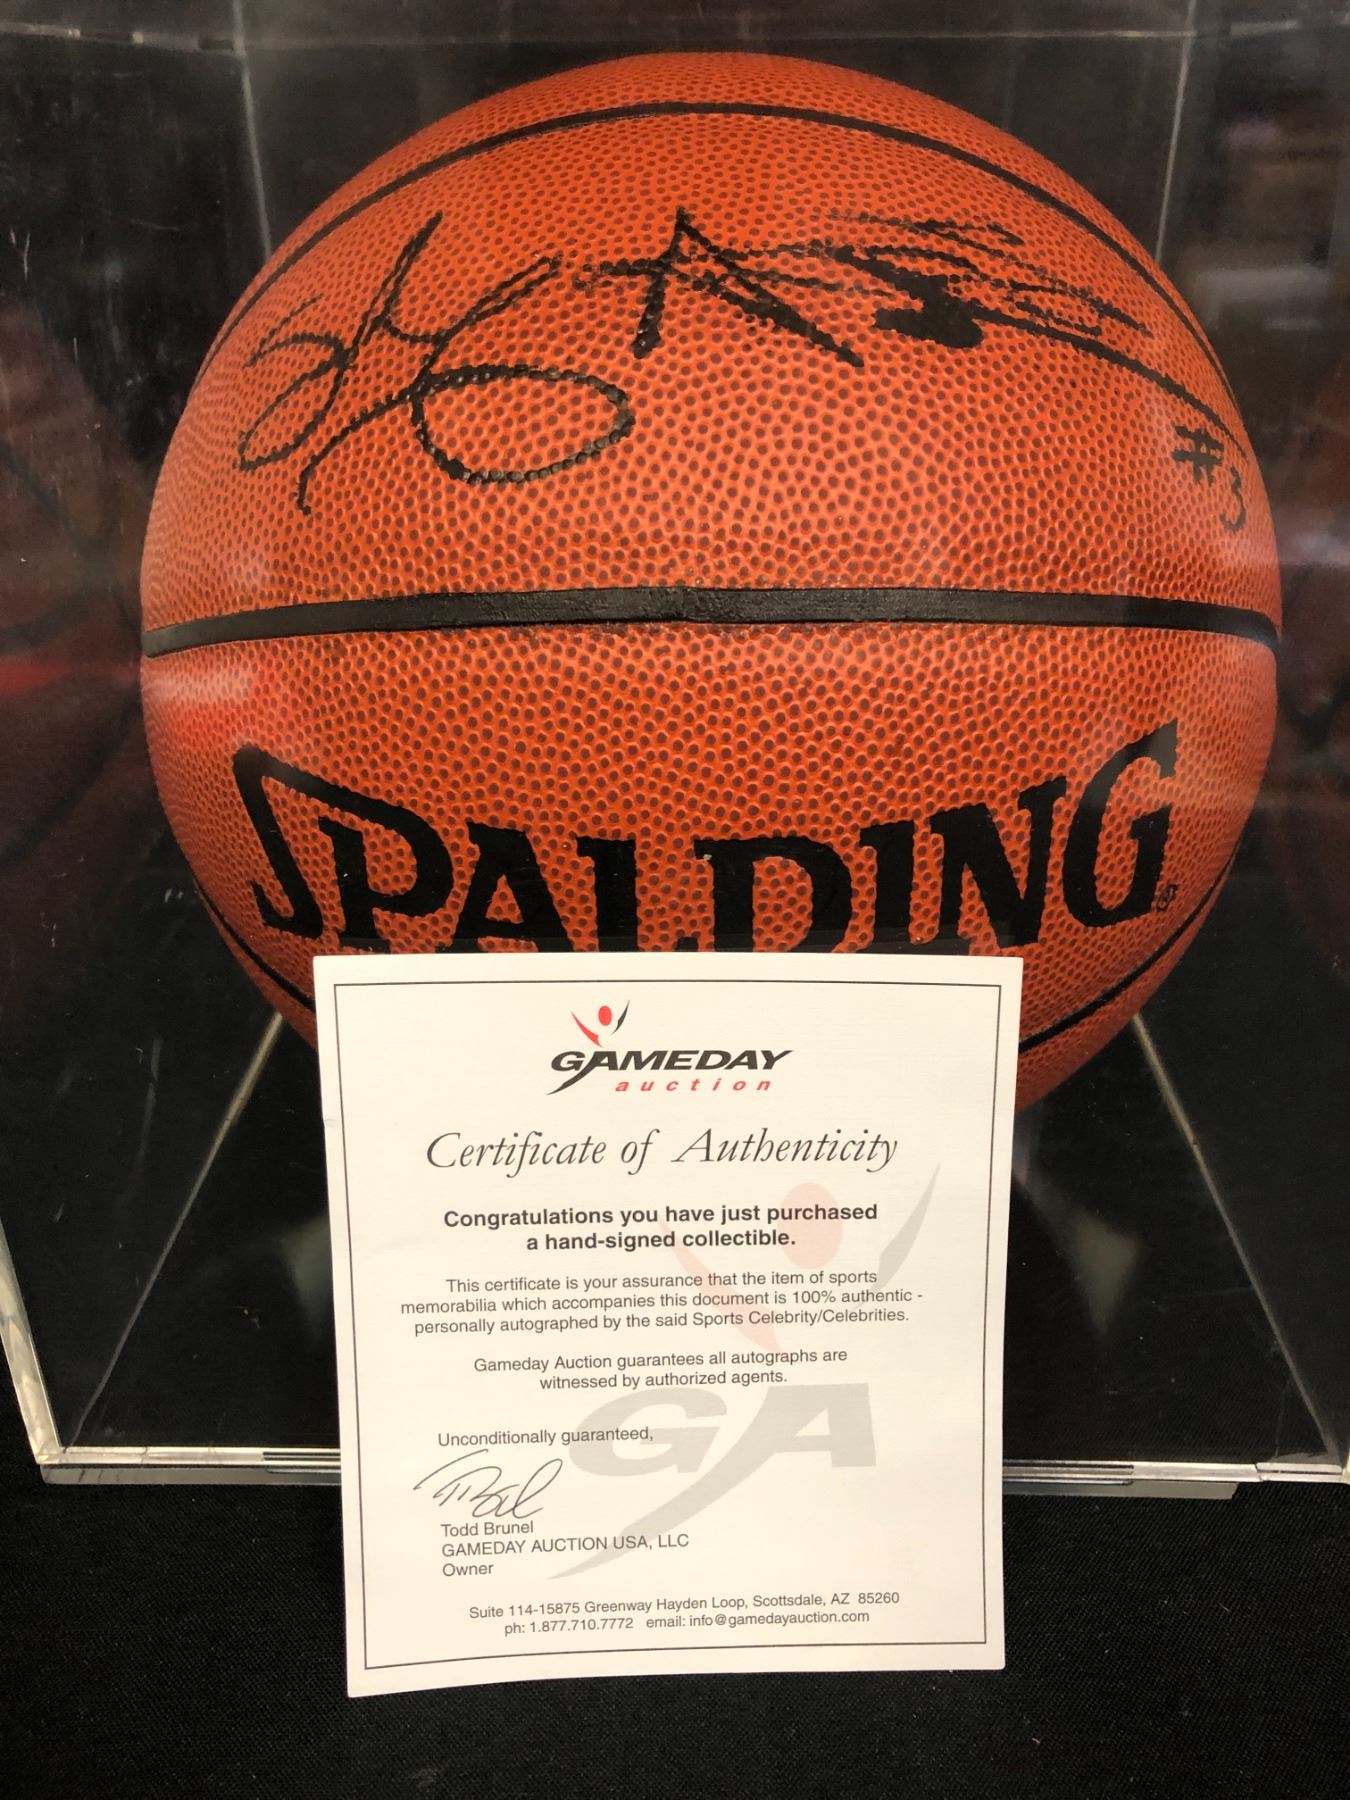 #3
SPALDING
GAMEDAY
auction
Certificate of Authenticity
Congratulations you have just purchased
a hand-signed collectible.
This certificate is your assurance that the item of sports
memorabilia which accompanies this document is 100% authentic -
personally autographed by the said Sports Celebrity/Celebrities.
Gameday Auction guarantees all autographs are
witnessed by authorized agents.
GA
Unconditionally guaranteed,
Todd Brunel
GAMEDAY AUCTION USA, LLC
Owner
Suite 114-15875 Greenway Hayden Loop, Scottsdale, AZ 85260
ph: 1.877.710.7772 email: info@gamedayauction.com